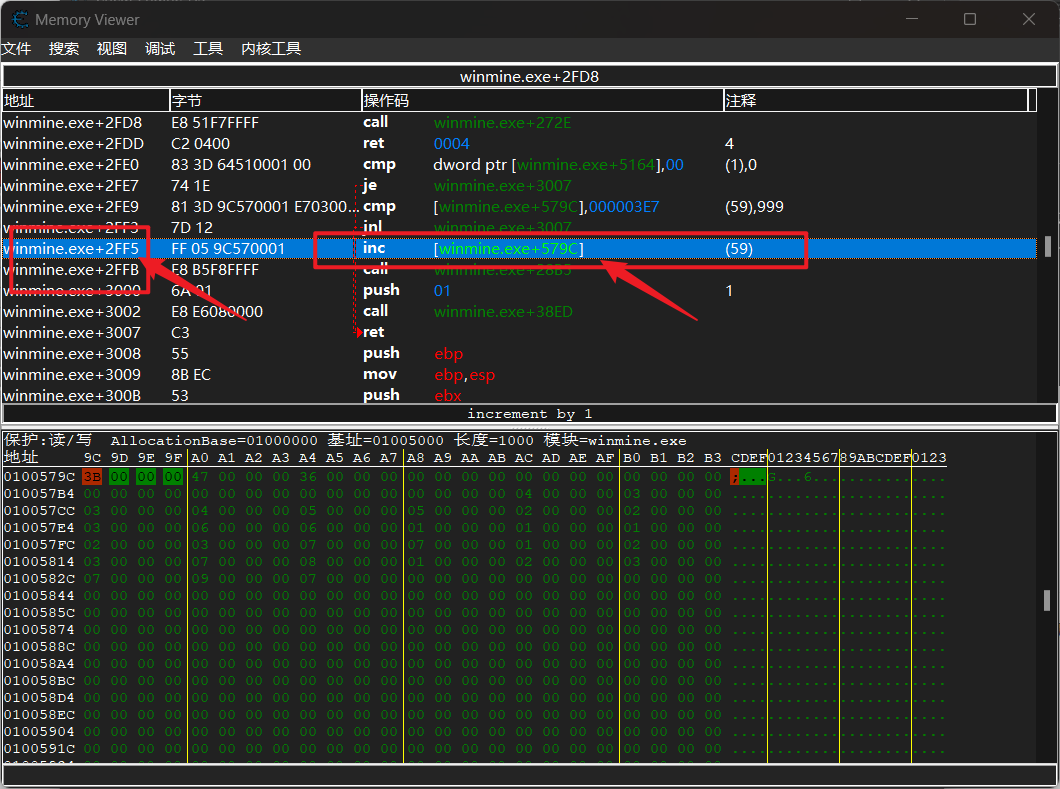 Memory Viewer
文件 搜索 视图 调试 工具 内核工具
winmine.exe+2FD8
地址 字节 操作码 注释
winmine.exe+2FD8 E8 51F7FFFF call winmine.exe+272E
winmine.exe+2FDD C2 0400 ret 0004 4
winmine.exe+2FE0 83 3D 64510001 00 cmp dword ptr [winmine.exe+5164],00 (1),0
winmine.exe+2FE7 74 1E je winmine.exe+3007
winmine.exe+2FE9 81 3D 9C570001 E70300... cmp [winmine.exe+579C],000003E7 (59),999
winmine.exe+2FF3 7D 12 jnl winmine.exe+3007
winmine.exe+2FF5 FF 05 9C570001 inc [winmine.exe+579C] (59)
winmine.exe+2FFB E8 B5F8FFFF call winmine.exe+28B5
winmine.exe+3000 6A 01 push 01 1
winmine.exe+3002 E8 E6080000 call winmine.exe+38ED
winmine.exe+3007 C3 ret
winmine.exe+3008 55 push ebp
winmine.exe+3009 8B EC mov ebp,esp
winmine.exe+300B 53 push ebx
increment by 1
保护:读/写 AllocationBase=01000000 基址=01005000 长度=1000 模块=winmine.exe
地址 9C 9D 9E 9F A0 A1 A2 A3 A4 A5 A6 A7 A8 A9 AA AB AC AD AE AF B0 B1 B2 B3 CDEF0123456789ABCDEF0123
0100579C 3B 00 00 00 47 00 00 00 36 00 00 00 00 00 00 00 00 00 00 00 00 00 00 00 ;...G...6...............
010057B4 00 00 00 00 00 00 00 00 00 00 00 00 00 00 00 00 04 00 00 00 03 00 00 00 ........................
010057CC 03 00 00 00 04 00 00 00 05 00 00 00 05 00 00 00 02 00 00 00 02 00 00 00 ........................
010057E4 03 00 00 00 06 00 00 00 06 00 00 00 01 00 00 00 01 00 00 00 01 00 00 00 ........................
010057FC 02 00 00 00 03 00 00 00 07 00 00 00 07 00 00 00 01 00 00 00 02 00 00 00 ........................
01005814 03 00 00 00 07 00 00 00 08 00 00 00 01 00 00 00 02 00 00 00 03 00 00 00 ........................
0100582C 07 00 00 00 09 00 00 00 07 00 00 00 00 00 00 00 00 00 00 00 00 00 00 00 ........................
01005844 00 00 00 00 00 00 00 00 00 00 00 00 00 00 00 00 00 00 00 00 00 00 00 00 ........................
0100585C 00 00 00 00 00 00 00 00 00 00 00 00 00 00 00 00 00 00 00 00 00 00 00 00 ........................
01005874 00 00 00 00 00 00 00 00 00 00 00 00 00 00 00 00 00 00 00 00 00 00 00 00 ........................
0100588C 00 00 00 00 00 00 00 00 00 00 00 00 00 00 00 00 00 00 00 00 00 00 00 00 ........................
010058A4 00 00 00 00 00 00 00 00 00 00 00 00 00 00 00 00 00 00 00 00 00 00 00 00 ........................
010058BC 00 00 00 00 00 00 00 00 00 00 00 00 00 00 00 00 00 00 00 00 00 00 00 00 ........................
010058D4 00 00 00 00 00 00 00 00 00 00 00 00 00 00 00 00 00 00 00 00 00 00 00 00 ........................
010058EC 00 00 00 00 00 00 00 00 00 00 00 00 00 00 00 00 00 00 00 00 00 00 00 00 ........................
01005904 00 00 00 00 00 00 00 00 00 00 00 00 00 00 00 00 00 00 00 00 00 00 00 00 ........................
0100591C 00 00 00 00 00 00 00 00 00 00 00 00 00 00 00 00 00 00 00 00 00 00 00 00 ........................